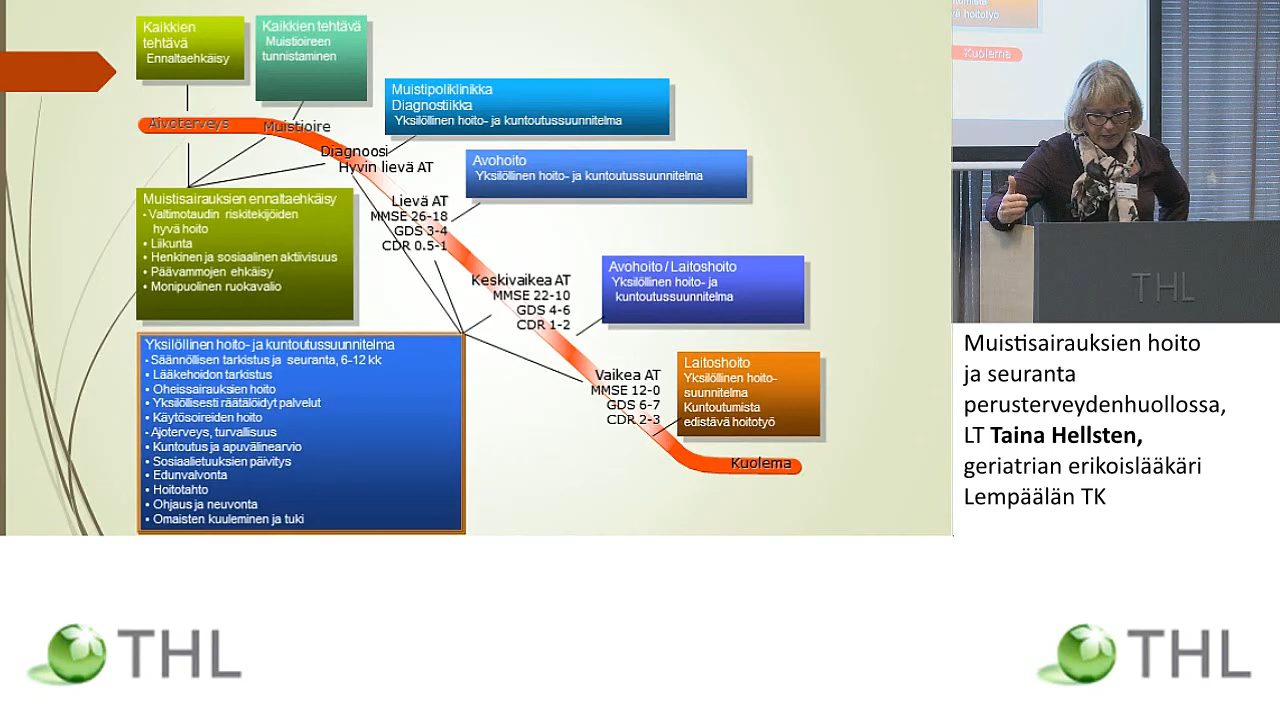 Kaikkien
tehtävä
Ennaltaehkäisy
Kaikkien tehtävä
Muistioireen
tunnistaminen
Muistipoliklinikka
Diagnostiikka
Yksilöllinen hoito- ja kuntoutussuunnitelma
Aivoterveys
Muistioire
Diagnoosi
Hyvin lievä AT
Avohoito
Yksilöllinen hoito- ja kuntoutussuunnitelma
Muistisairauksien ennaltaehkäisy
- Valtimotaudin riskitekijöiden
hyvä hoito
• Liikunta
• Henkinen ja sosiaalinen aktiivisuus
• Päävammojen ehkäisy
• Monipuolinen ruokavalio
Lievä AT
MMSE 26-18
GDS 3-4
CDR 0.5-1
Keskivaikea AT
MMSE 22-10
GDS 4-6
CDR 1-2
Avohoito / Laitoshoito
Yksilöllinen hoito- ja
kuntoutussuunnitelma
Yksilöllinen hoito- ja kuntoutussuunnitelma
- Säännöllisen tarkistus ja seuranta, 6-12 kk
• Lääkehoidon tarkistus
• Oheissairauksien hoito
• Yksilöllisesti räätälöidyt palvelut
• Käytösoireiden hoito
- Ajoterveys, turvallisuus
• Kuntoutus ja apuvälinearvio
• Sosiaalietuuksien päivitys
• Edunvalvonta
• Hoitotahto
• Ohjaus ja neuvonta
• Omaisten kuuleminen ja tuki
Vaikea AT
MMSE 12-0
GDS 6-7
CDR 2-3
Laitoshoito
Yksilöllinen hoito-
suunnitelma
Kuntoutumista
edistävä hoitotyö
Kuolema
vä hoitotyö
Kuolema
THL
Muistisairauksien hoito
ja seuranta
perusterveydenhuollossa,
LT Taina Hellsten,
geriatrian erikoislääkäri
Lempäälän TK
THL
THL